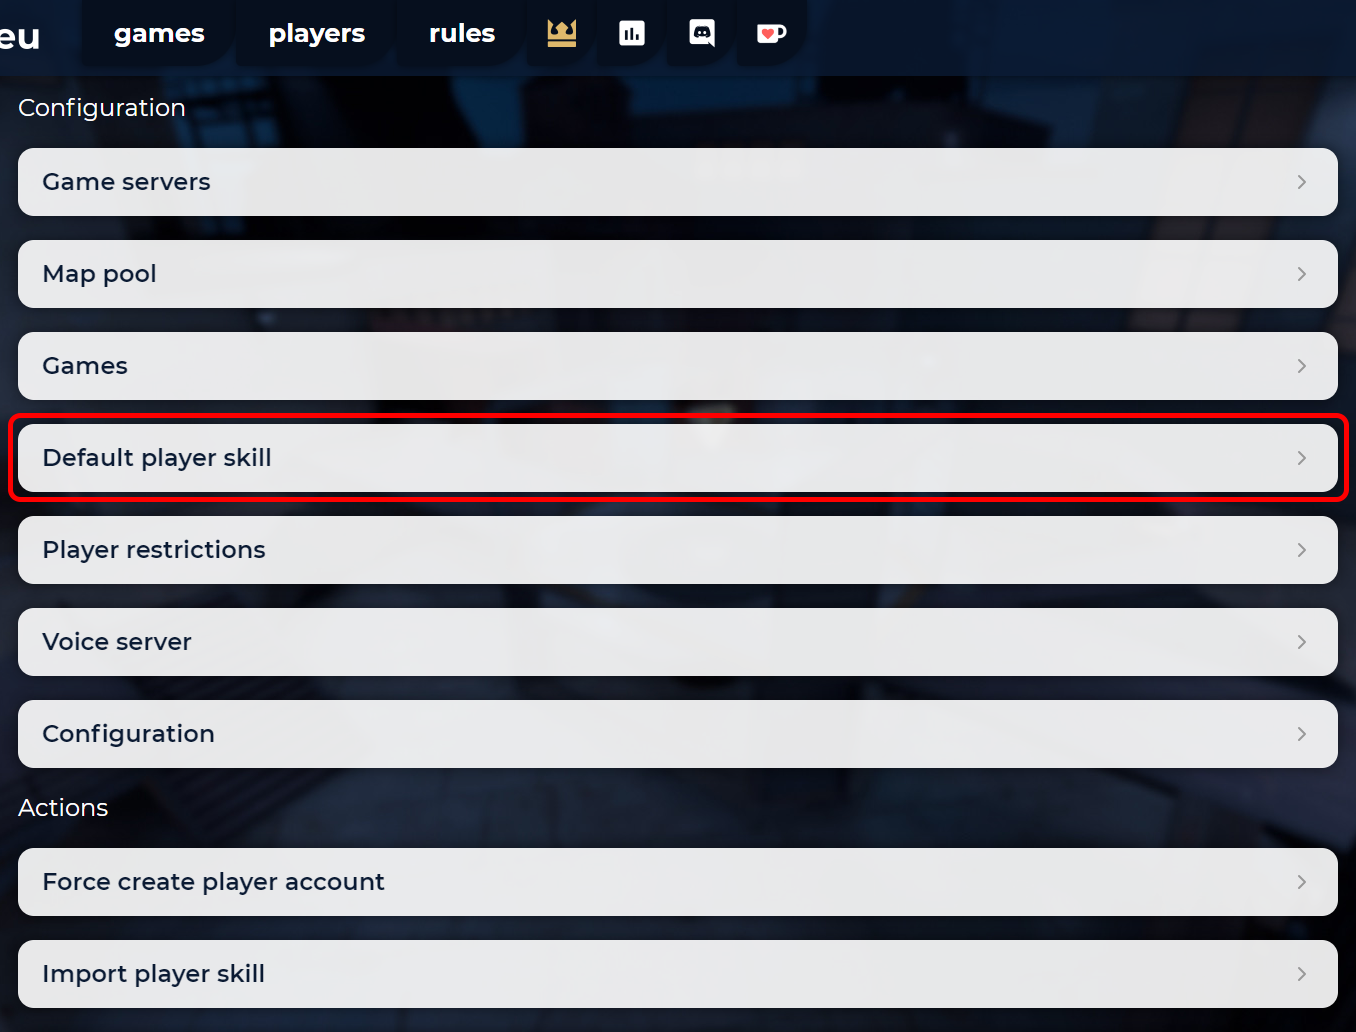 eu games players rules
Configuration
Game servers
Map pool
Games
Default player skill
Player restrictions
Voice server
Configuration
Actions
Force create player account
Import player skill